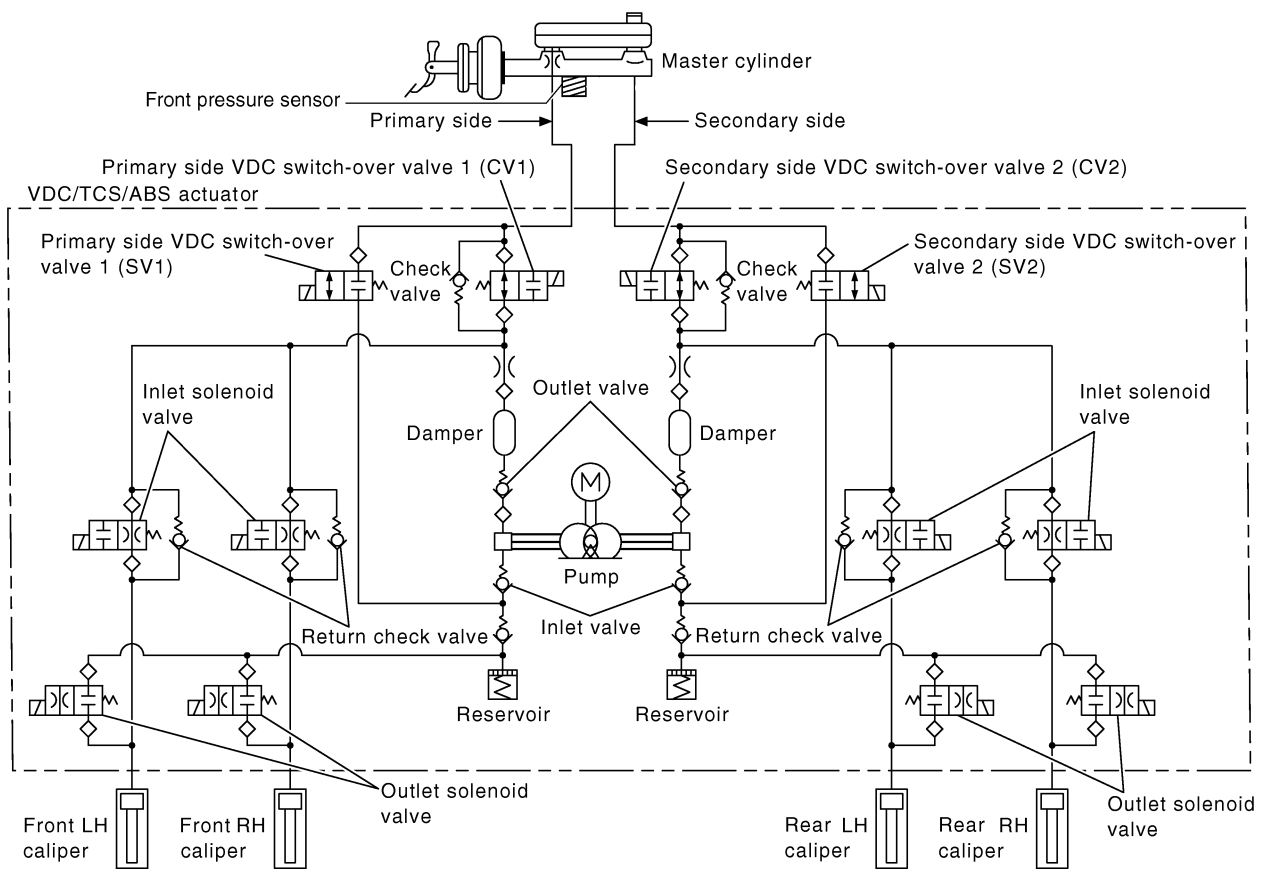 Master cylinder
Front pressure sensor
Primary side
Secondary side
Primary side VDC switch-over valve 1 (CV1)
Secondary side VDC switch-over valve 2 (CV2)
VDC/TCS/ABS actuator
Primary side VDC switch-over
valve 1 (SV1)
Check
valve
Check
valve
Secondary side VDC switch-over
valve 2 (SV2)
Inlet solenoid
valve
Outlet valve
Inlet solenoid
valve
Damper
Damper
M
Pump
Return check valve
Inlet valve
Return check valve
Reservoir
Reservoir
Outlet solenoid
valve
Outlet solenoid
valve
Front LH
caliper
Front RH
caliper
Rear LH
caliper
Rear RH
caliper